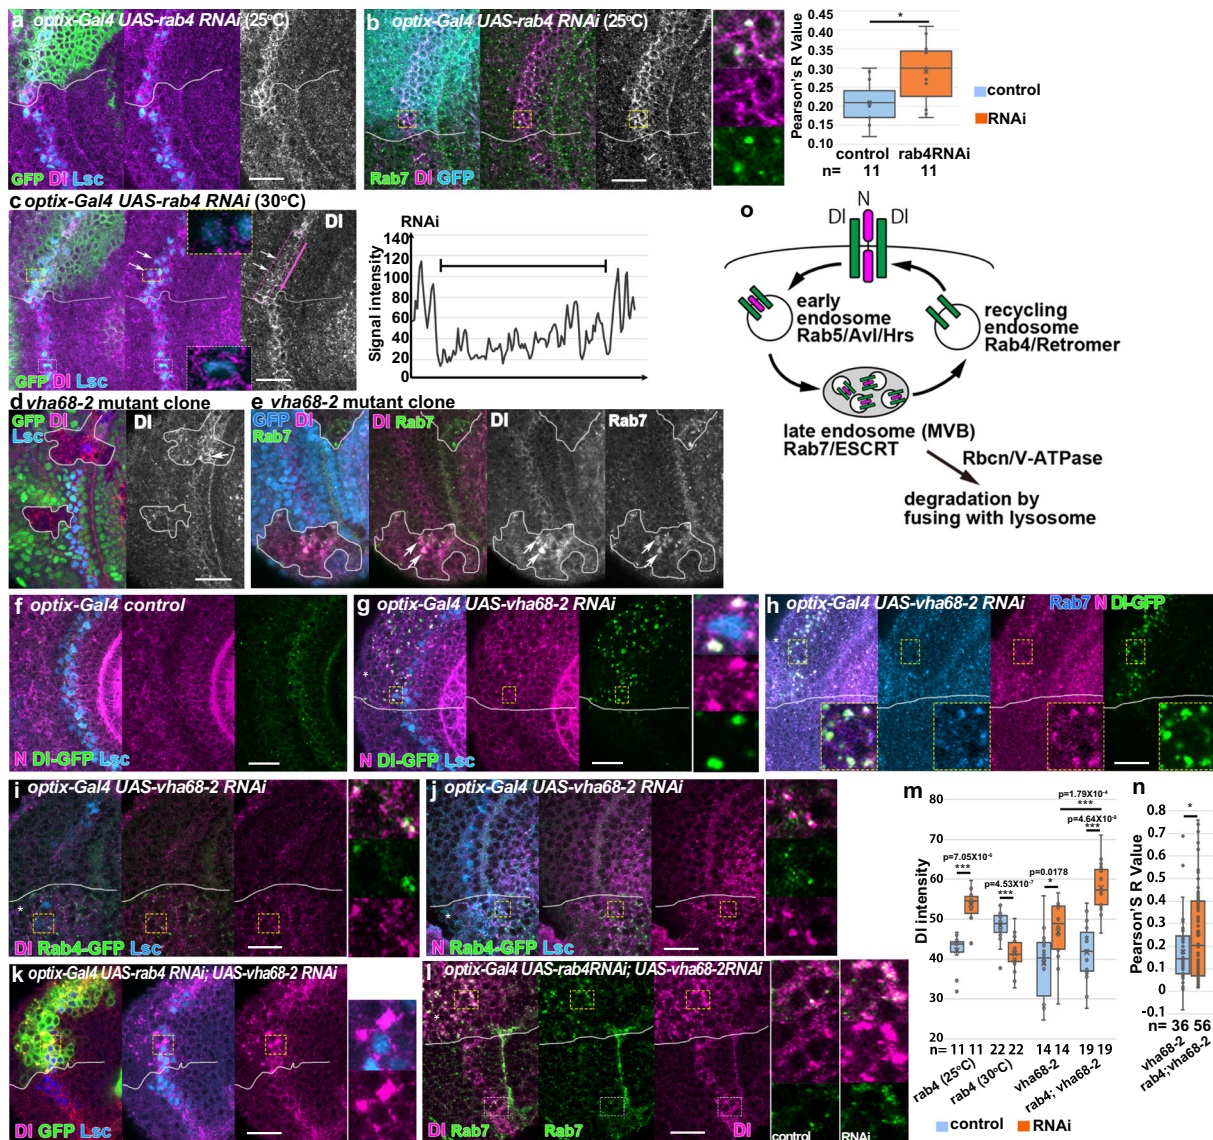 a optix-Gal4 UAS-rab4 RNAi (25°C)
GFP Dl Lsc
b optix-Gal4 UAS-rab4 RNAi (25°C)
Rab7 Dl GFP
Pearson's R Value
0.45
0.40
0.35
0.30
0.25
0.20
0.15
0.10
*
control
RNAi
control rab4RNAi
n= 11 11
c optix-Gal4 UAS-rab4 RNAi (30°C)
Dl
GFP Dl Lsc
RNAi
Signal intensity
140
120
100
80
60
40
20
0
o
N
Dl Dl
early
endosome
Rab5/Avl/Hrs
recycling
endosome
Rab4/Retromer
late endosome (MVB)
Rab7/ESCRT
Rbcn/V-ATPase
degradation by
fusing with lysosome
d vha68-2 mutant clone
GFP Dl
Lsc
Dl
e vha68-2 mutant clone
GFP Dl
Rab7
Dl Rab7
Dl
Rab7
f optix-Gal4 control
N Dl-GFP Lsc
g optix-Gal4 UAS-vha68-2 RNAi
*
N Dl-GFP Lsc
h optix-Gal4 UAS-vha68-2 RNAi
Rab7 N Dl-GFP
*
i optix-Gal4 UAS-vha68-2 RNAi
*
Dl Rab4-GFP Lsc
j optix-Gal4 UAS-vha68-2 RNAi
*
N Rab4-GFP Lsc
k optix-Gal4 UAS-rab4 RNAi; UAS-vha68-2 RNAi
Dl GFP Lsc
l optix-Gal4 UAS-rab4RNAi; UAS-vha68-2RNAi
*
Dl Rab7
Rab7
Dl
control
RNAi
m
Dl intensity
80
70
60
50
40
30
20
p=7.05X10⁻⁶
***
p=4.53X10⁻⁷
***
p=0.0178
*
p=1.79X10⁻⁴
***
p=4.64X10⁻⁹
***
n= 11 11 22 22 14 14 19 19
rab4 (25°C)
rab4 (30°C)
vha68-2
rab4; vha68-2
control
RNAi
n
Pearson'S R Value
0.8
0.7
0.6
0.5
0.4
0.3
0.2
0.1
0
-0.1
*
n= 36 56
vha68-2
rab4;vha68-2